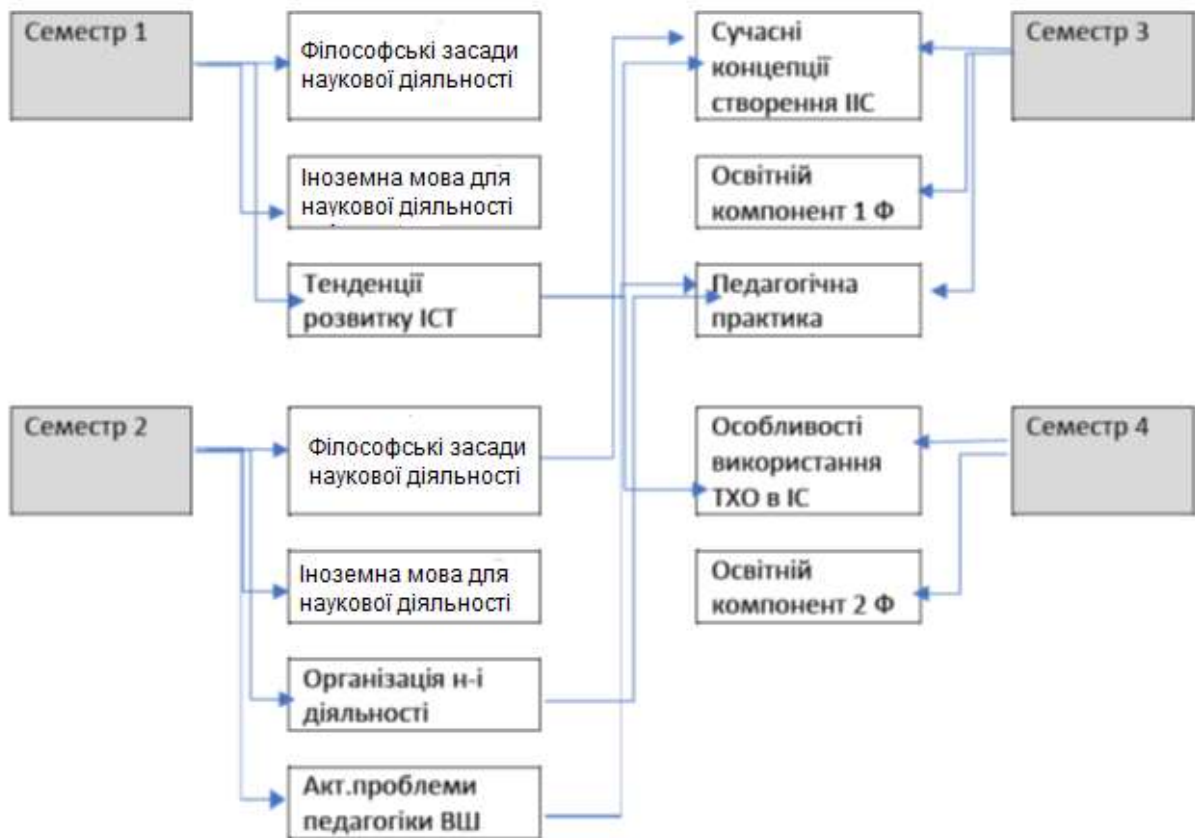 Семестр 1
Філософські засади
наукової діяльності
Іноземна мова для
наукової діяльності
Тенденції
розвитку ІСТ
Сучасні
концепції
створення ІІС
Семестр 3
Освітній
компонент 1 Ф
Педагогічна
практика
Семестр 2
Філософські засади
наукової діяльності
Іноземна мова для
наукової діяльності
Організація н-і
діяльності
Акт.проблеми
педагогіки ВШ
Особливості
використання
ТХО в ІС
Семестр 4
Освітній
компонент 2 Ф